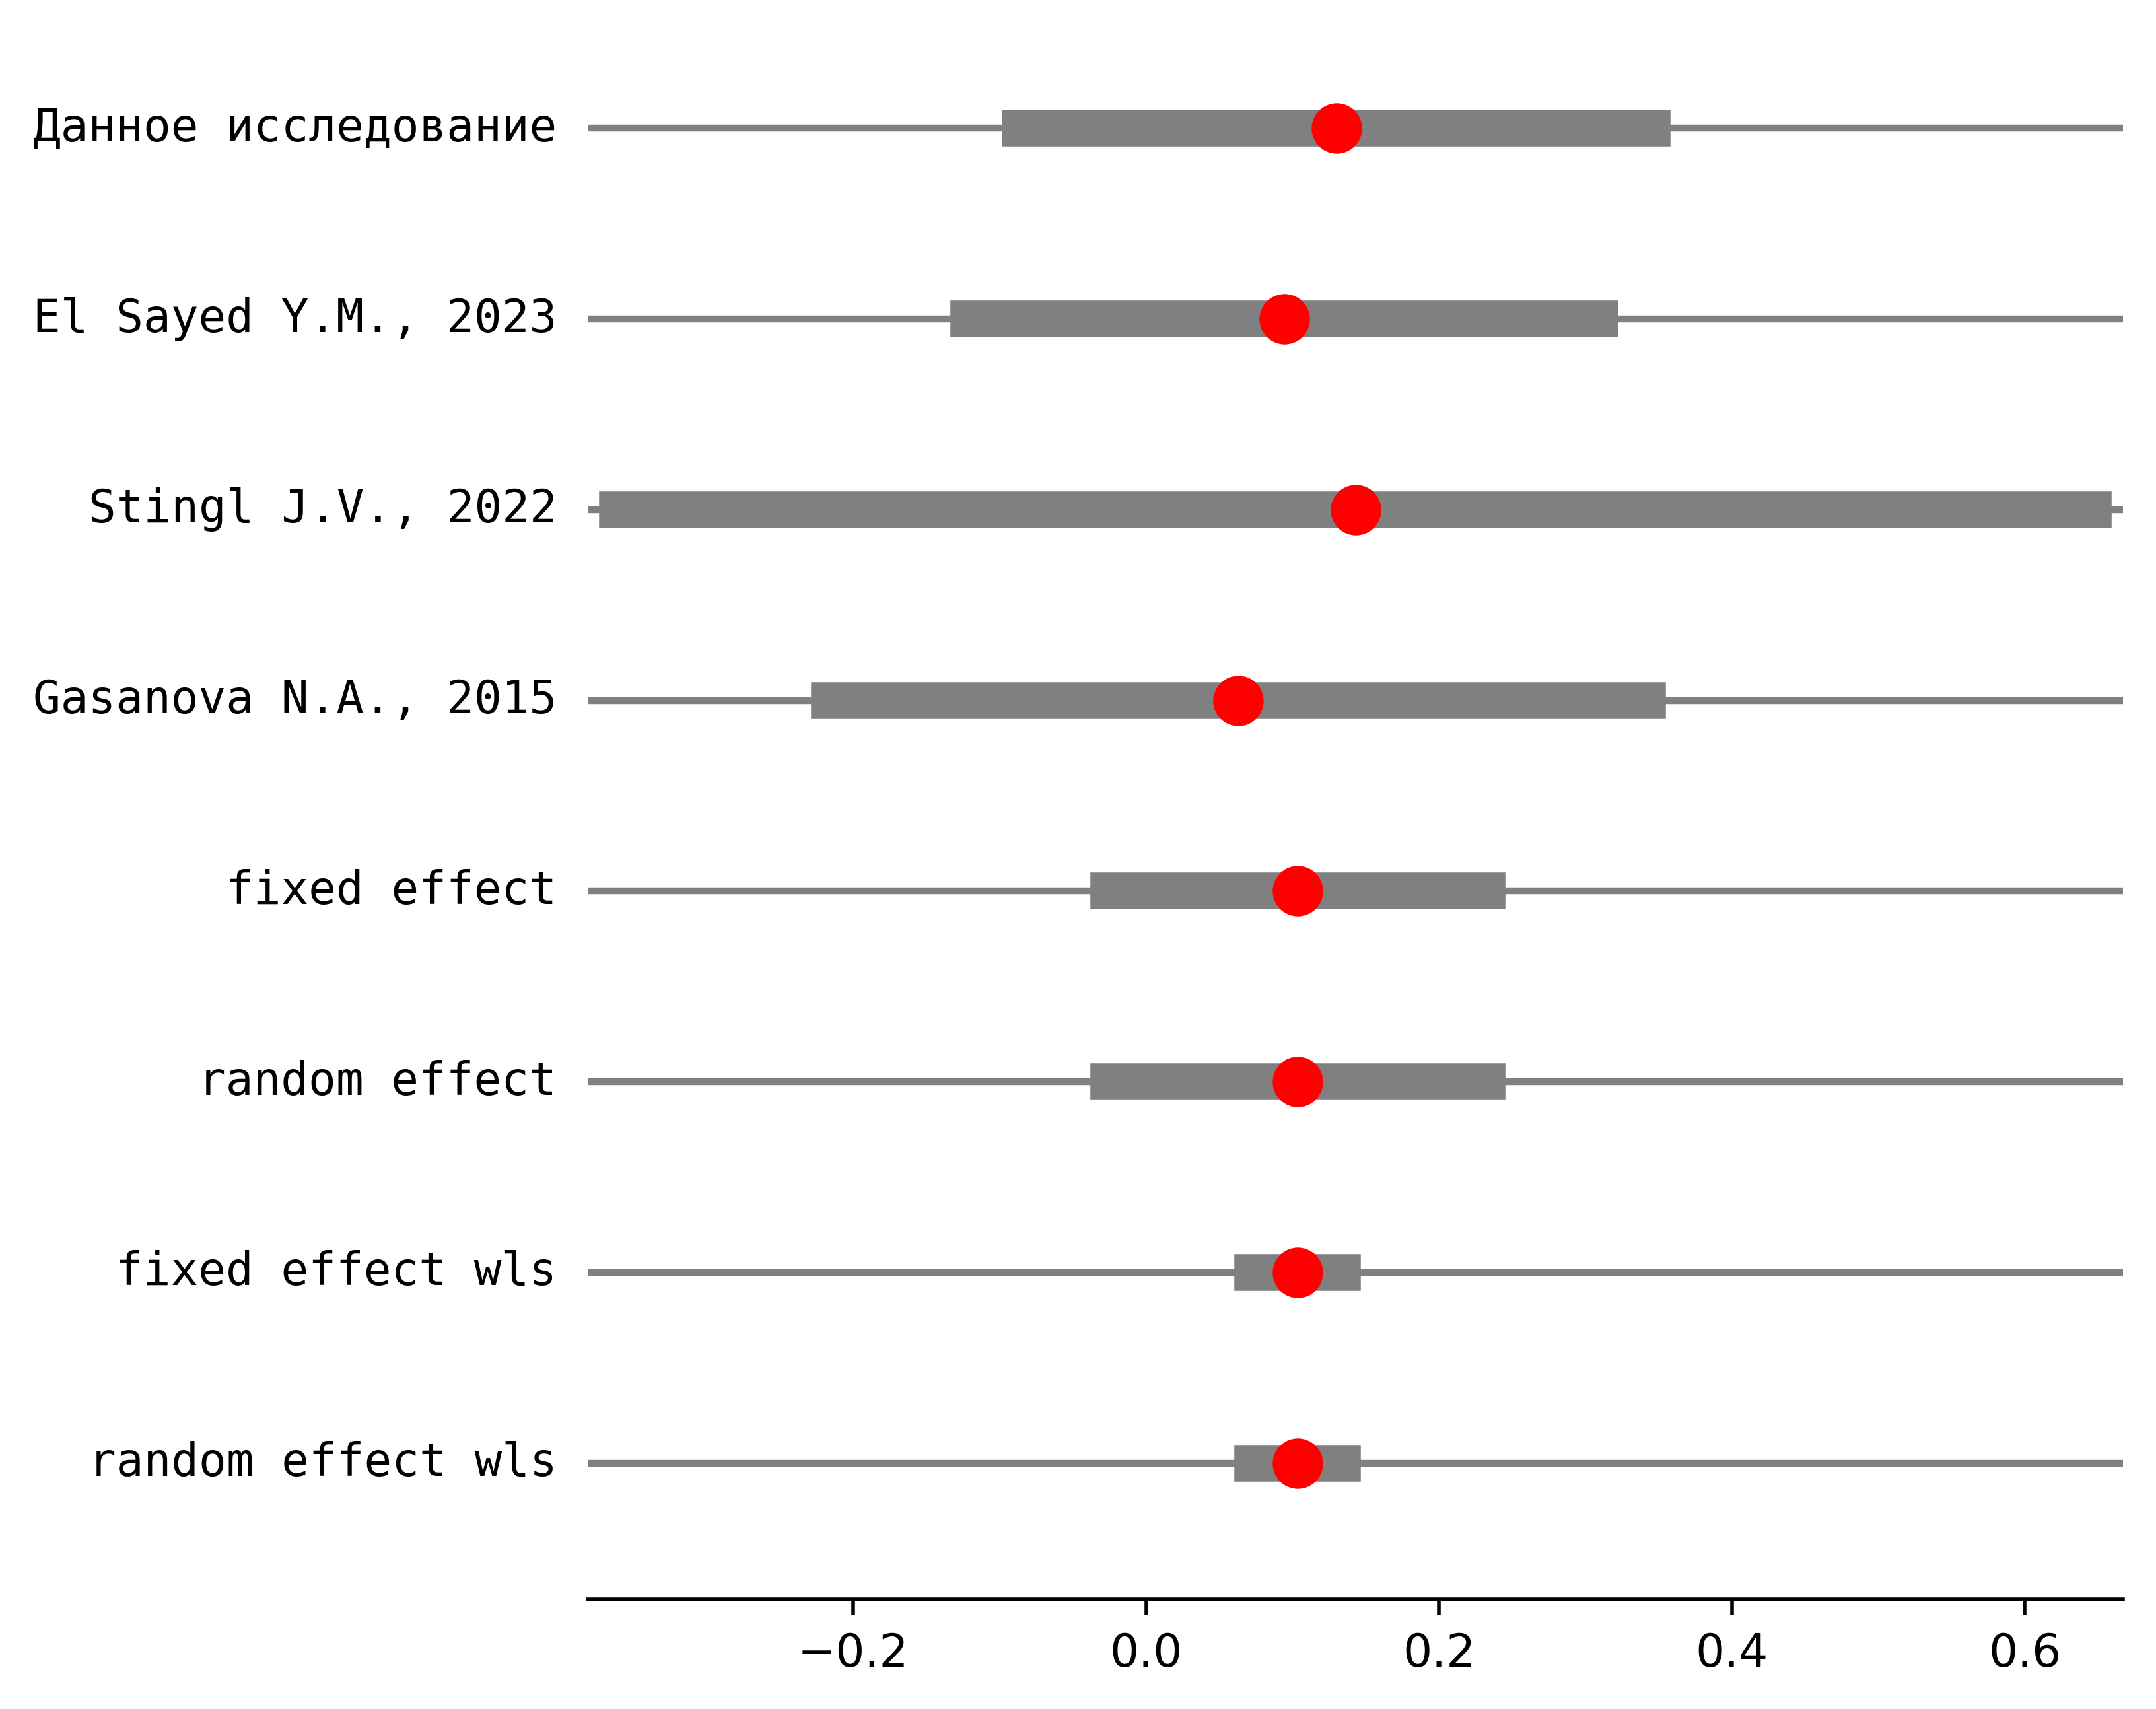 Данное исследование
El Sayed Y.M., 2023
Stingl J.V., 2022
Gasanova N.A., 2015
fixed effect
random effect
fixed effect wls
random effect wls
−0.2 0.0 0.2 0.4 0.6